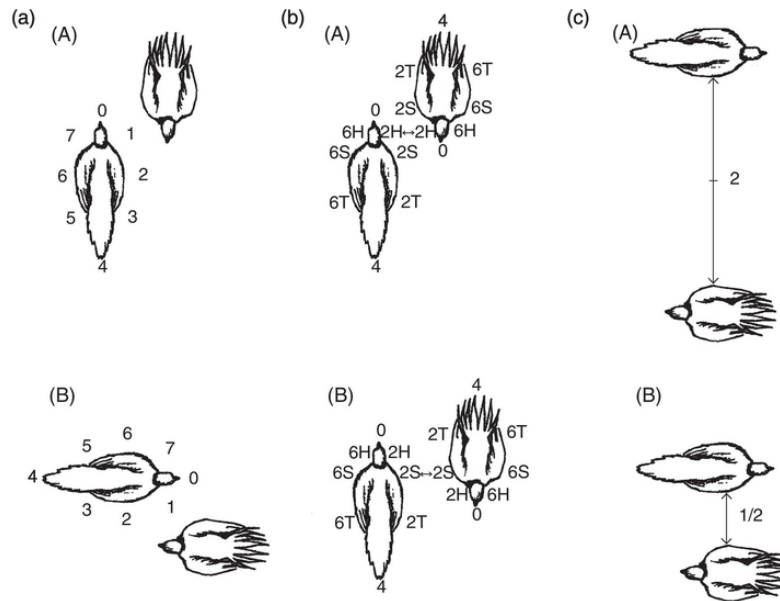 (a)
(A)
0
7 1
6 2
5 3
4
(B)
6
5 7
4 0
3 1
2
(b)
(A)
4
2T 6T
2S 6S
0
6H 2H↔2H 6H
6S 2S 0
6T 2T
4
(B)
4
0 2T 6T
6H 2H
6S 2S↔2S 6S
2H 6H
6T 2T 0
4
(c)
(A)
2
(B)
1/2